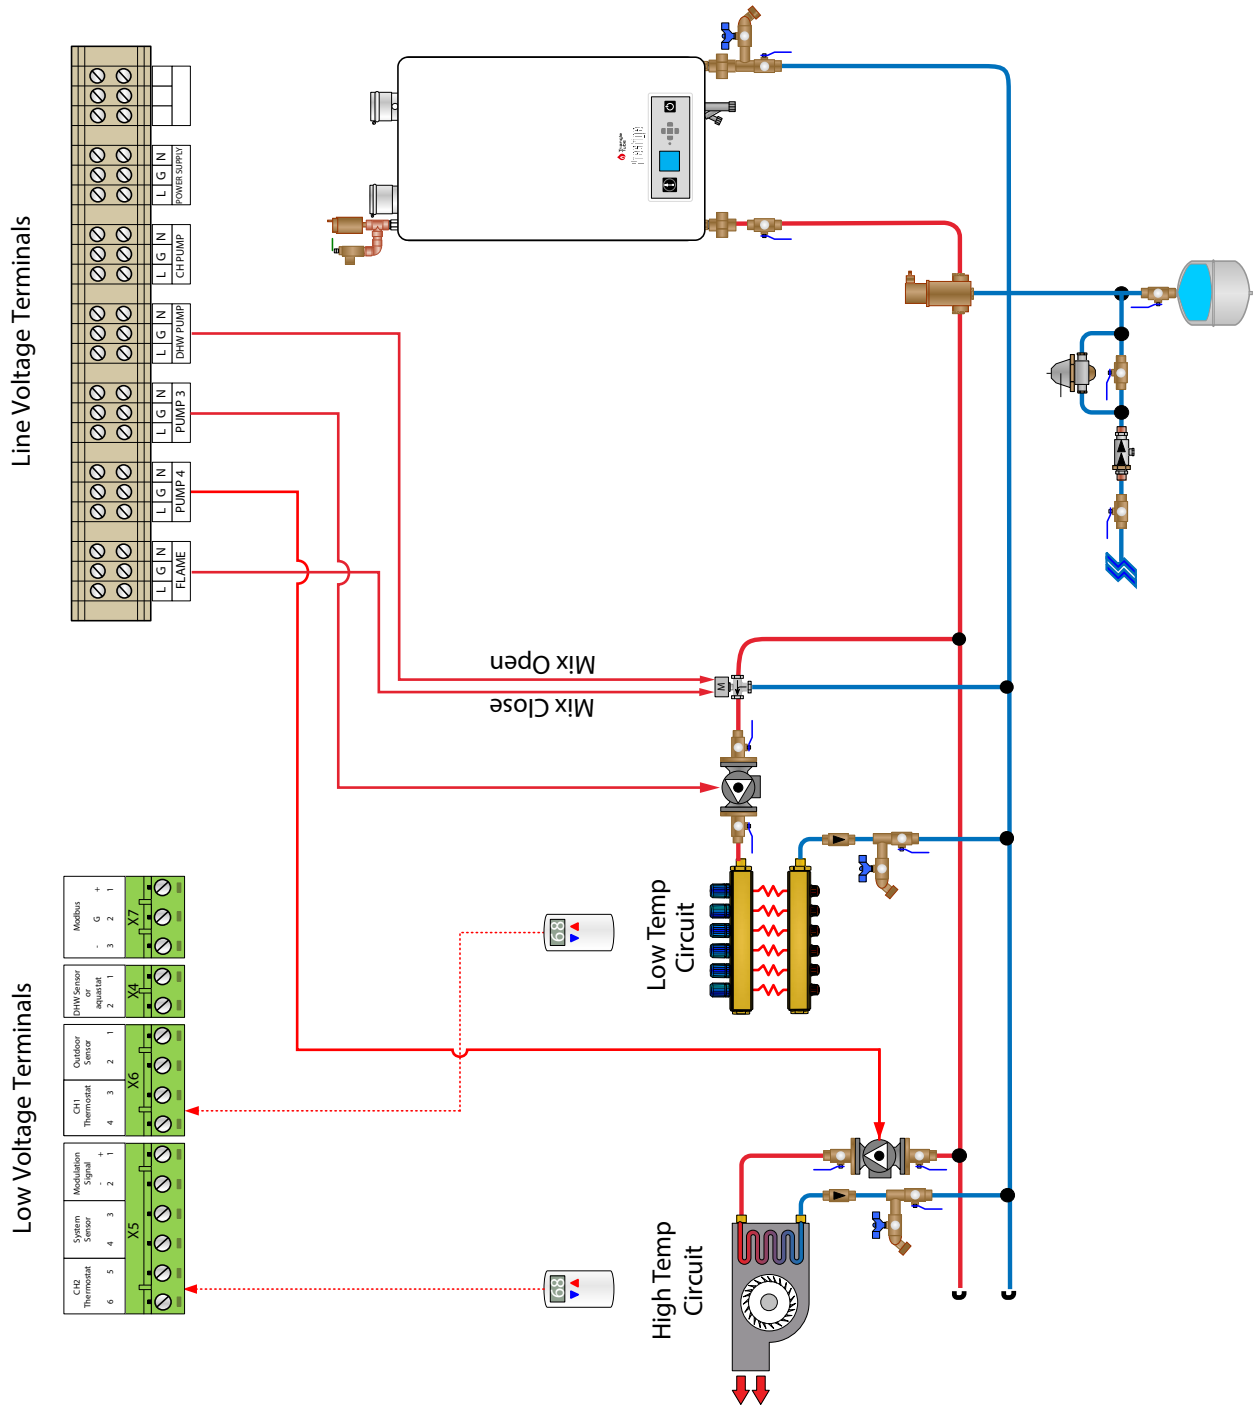 Line Voltage Terminals
L G N
POWER SUPPLY
L G N
CH PUMP
L G N
DHW PUMP
L G N
PUMP 3
L G N
PUMP 4
L G N
FLAME
Triangle
Tube
Prestige
Mix Open
Mix Close
M
Low Voltage Terminals
Modbus
- G +
3 2 1
X7
DHW Sensor
or
aquastat
2 1
X4
Outdoor
Sensor
2 1
CH1
Thermostat
4 3
X6
Modulation
Signal
- +
2 1
System
Sensor
4 3
CH2
Thermostat
6 5
X5
68
68
Low Temp
Circuit
High Temp
Circuit